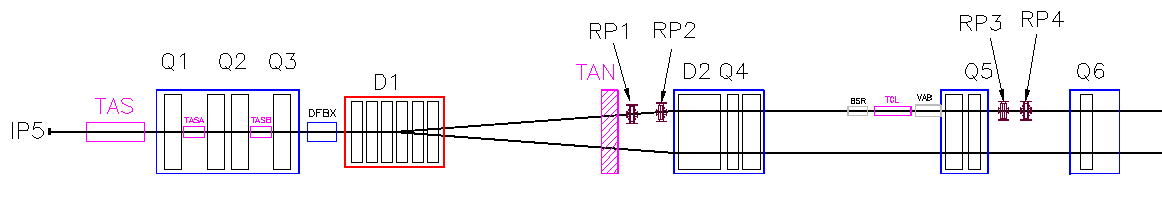 RP1
RP2
RP3
RP4
Q1
Q2
Q3
D1
TAN
D2
Q4
Q5
Q6
TAS
DFBX
BSR
TCL
VAB
IP5
TASA
TASB